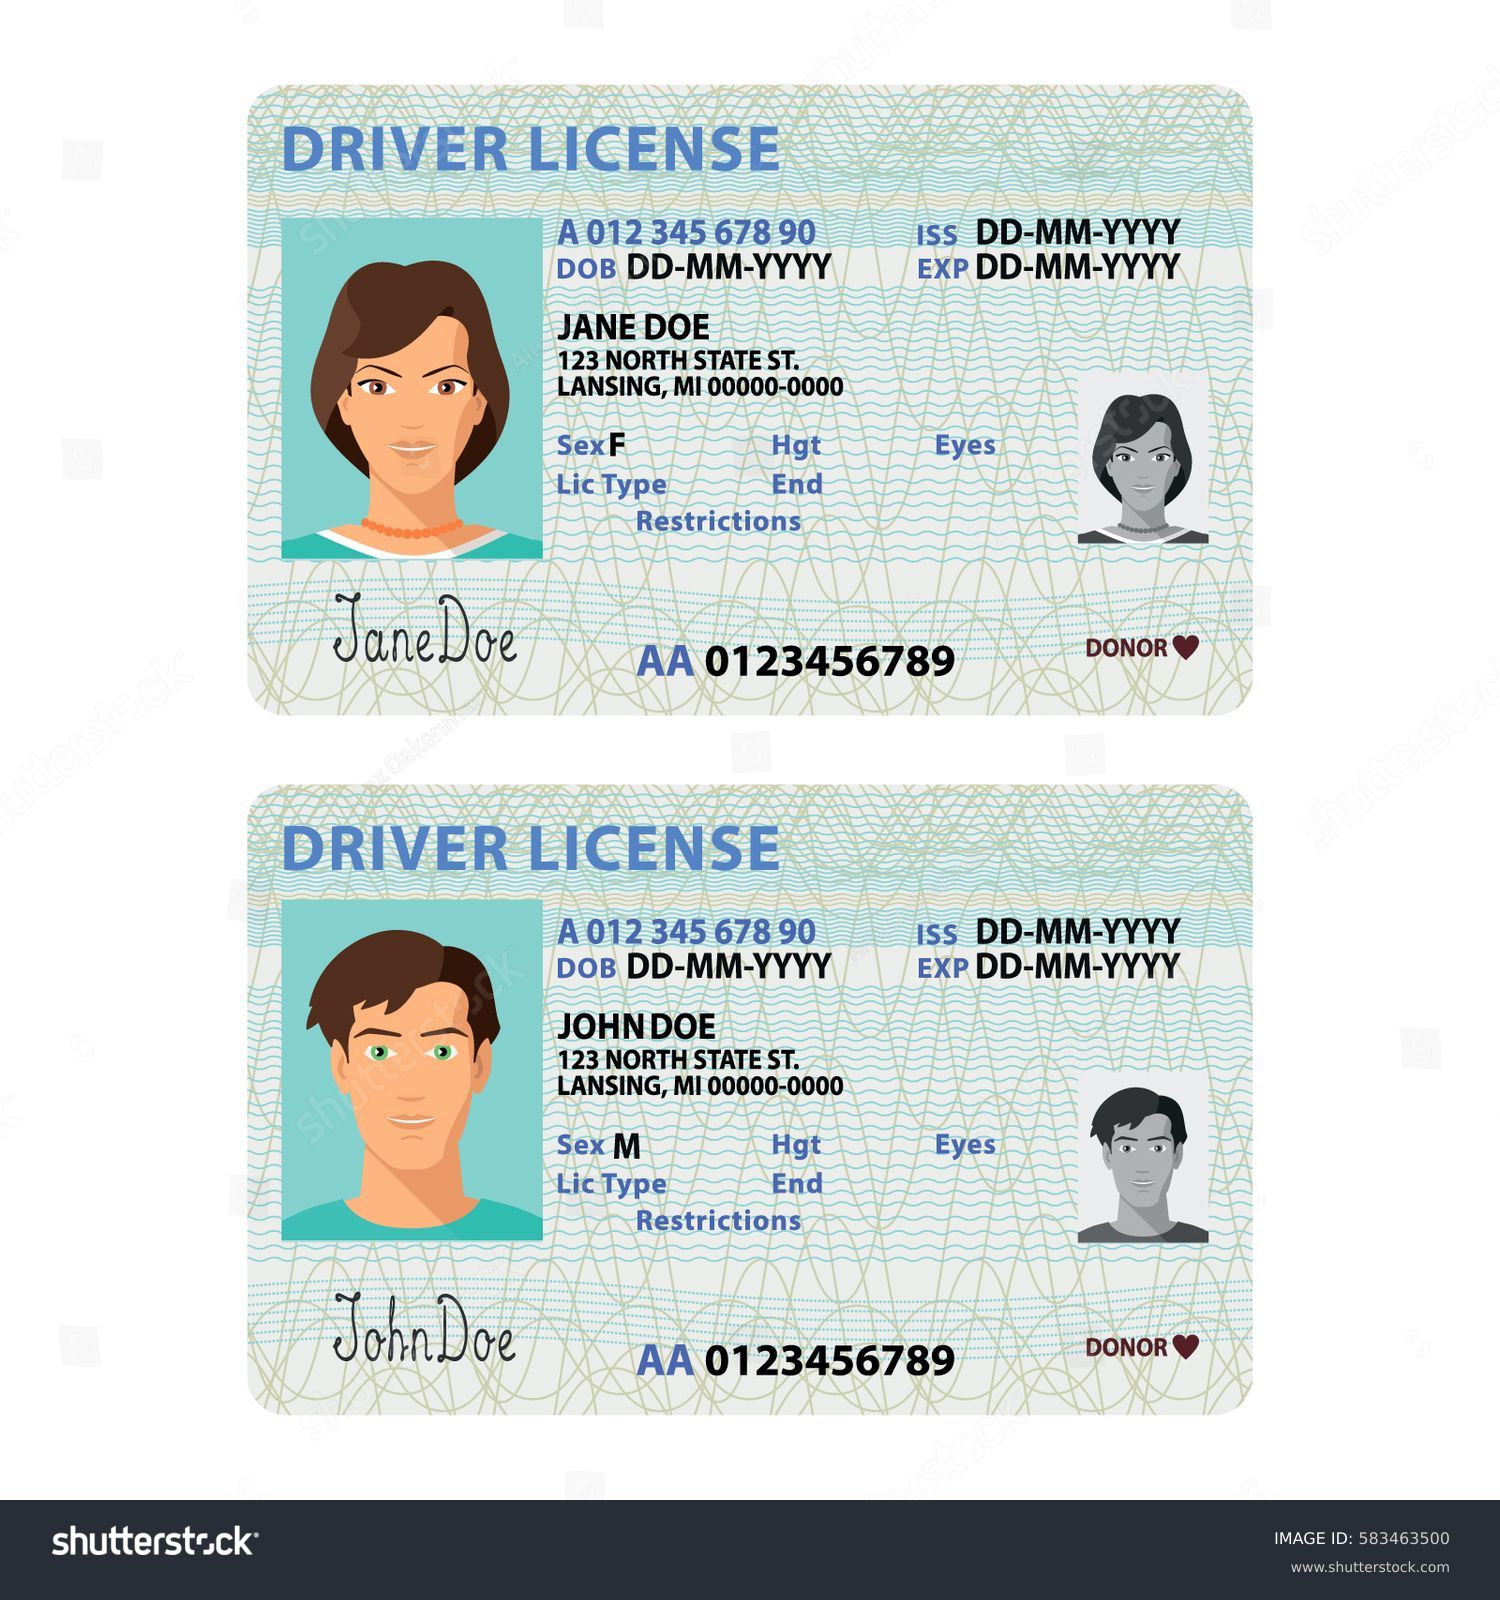 DRIVER LICENSE
A 012 345 678 90 ISS DD-MM-YYYY
DOB DD-MM-YYYY EXP DD-MM-YYYY
JANE DOE
123 NORTH STATE ST.
LANSING, MI 00000-0000
Sex F Hgt Eyes
Lic Type End
Restrictions
Jane Doe
AA 0123456789
DONOR
DRIVER LICENSE
A 012 345 678 90 ISS DD-MM-YYYY
DOB DD-MM-YYYY EXP DD-MM-YYYY
JOHN DOE
123 NORTH STATE ST.
LANSING, MI 00000-0000
Sex M Hgt Eyes
Lic Type End
Restrictions
John Doe
AA 0123456789
DONOR
shutterstock
IMAGE ID: 583463500
www.shutterstock.com